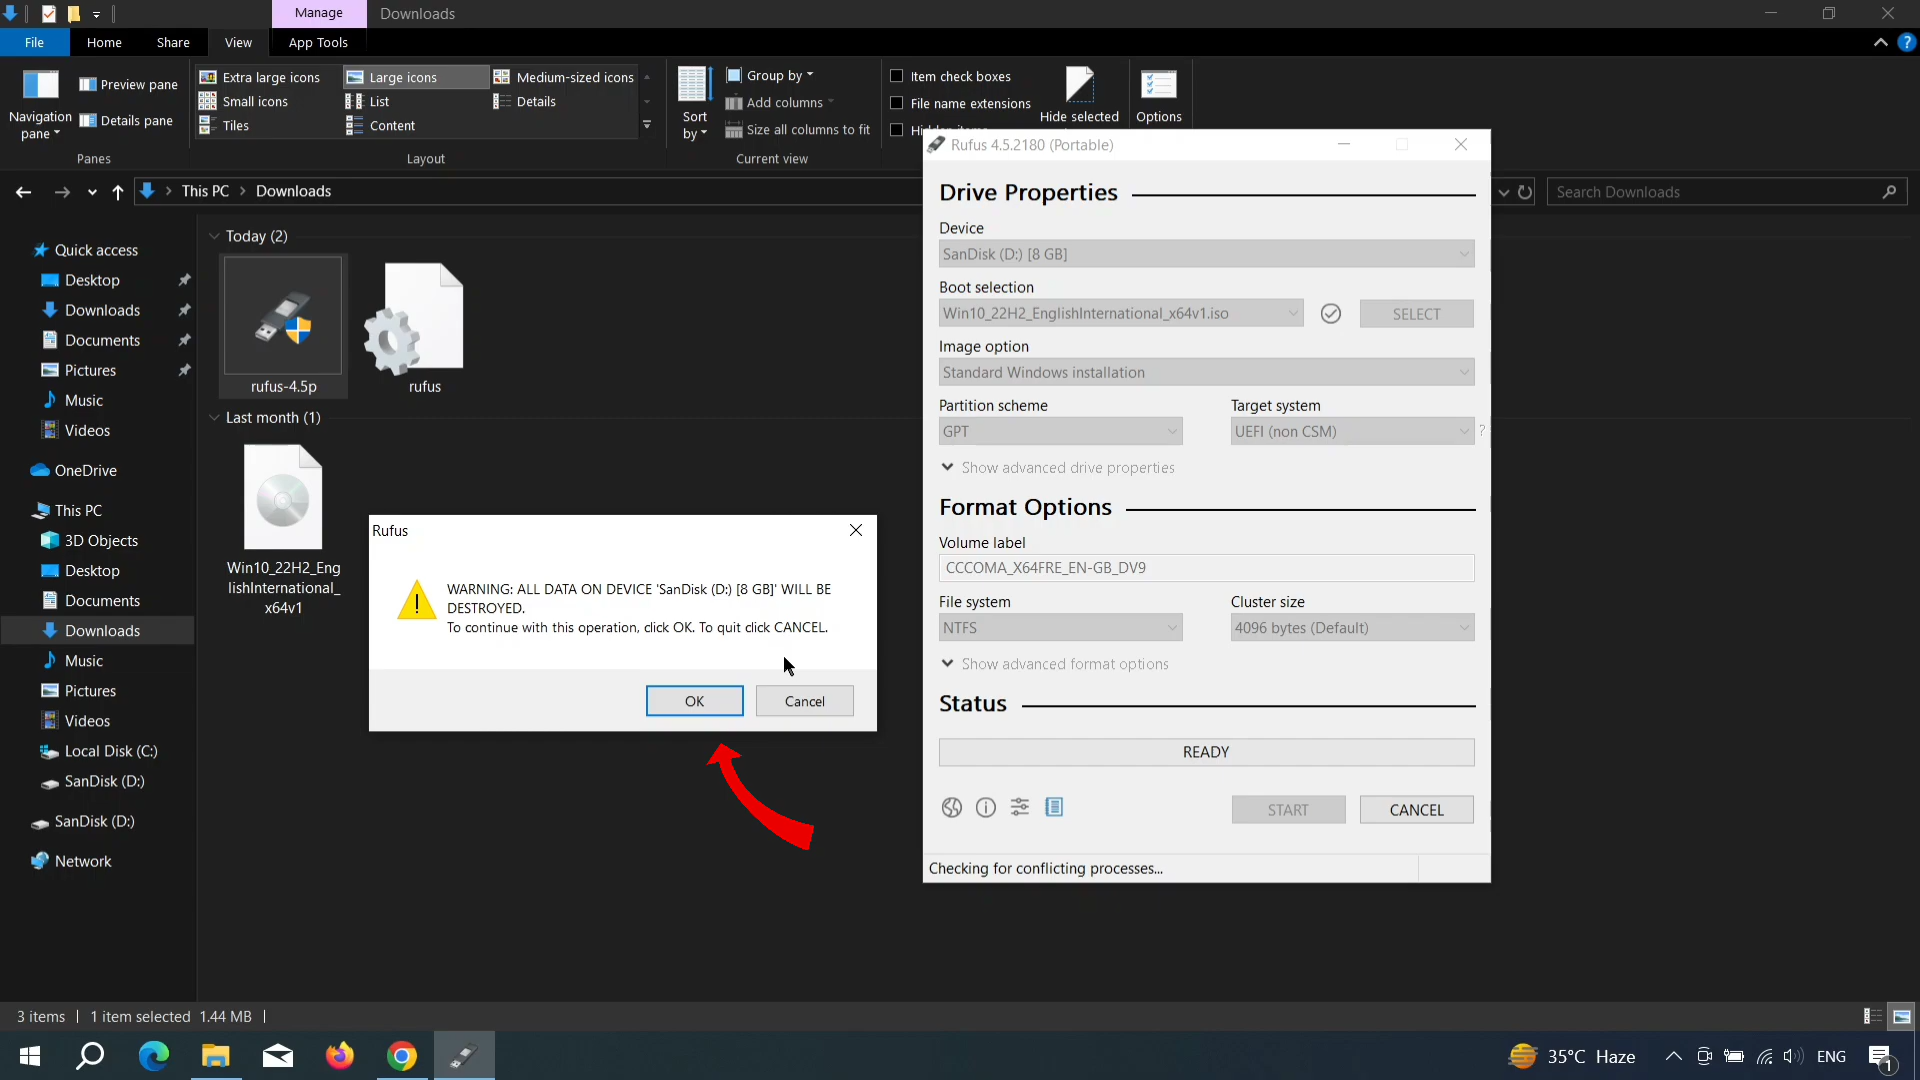 Manage
Downloads
File
Home
Share
View
App Tools
Navigation
pane
Preview pane
Details pane
Panes
Extra large icons
Large icons
Medium-sized icons
Small icons
List
Details
Tiles
Content
Layout
Sort
by
Group by
Add columns
Size all columns to fit
Current view
Item check boxes
File name extensions
Hide selected
Options
This PC
Downloads
Search Downloads
Quick access
Desktop
Downloads
Documents
Pictures
Music
Videos
OneDrive
This PC
3D Objects
Desktop
Documents
Downloads
Music
Pictures
Videos
Local Disk (C:)
SanDisk (D:)
SanDisk (D:)
Network
Today (2)
rufus-4.5p
rufus
Last month (1)
Win10_22H2_Eng
lishInternational_
x64v1
Rufus
WARNING: ALL DATA ON DEVICE 'SanDisk (D:) [8 GB]' WILL BE
DESTROYED.
To continue with this operation, click OK. To quit click CANCEL.
OK
Cancel
Rufus 4.5.2180 (Portable)
Drive Properties
Device
SanDisk (D:) [8 GB]
Boot selection
Win10_22H2_EnglishInternational_x64v1.iso
SELECT
Image option
Standard Windows installation
Partition scheme
Target system
GPT
UEFI (non CSM)
?
Show advanced drive properties
Format Options
Volume label
CCCOMA_X64FRE_EN-GB_DV9
File system
Cluster size
NTFS
4096 bytes (Default)
Show advanced format options
Status
READY
START
CANCEL
Checking for conflicting processes...
3 items
1 item selected 1.44 MB
35°C Haze
ENG
1